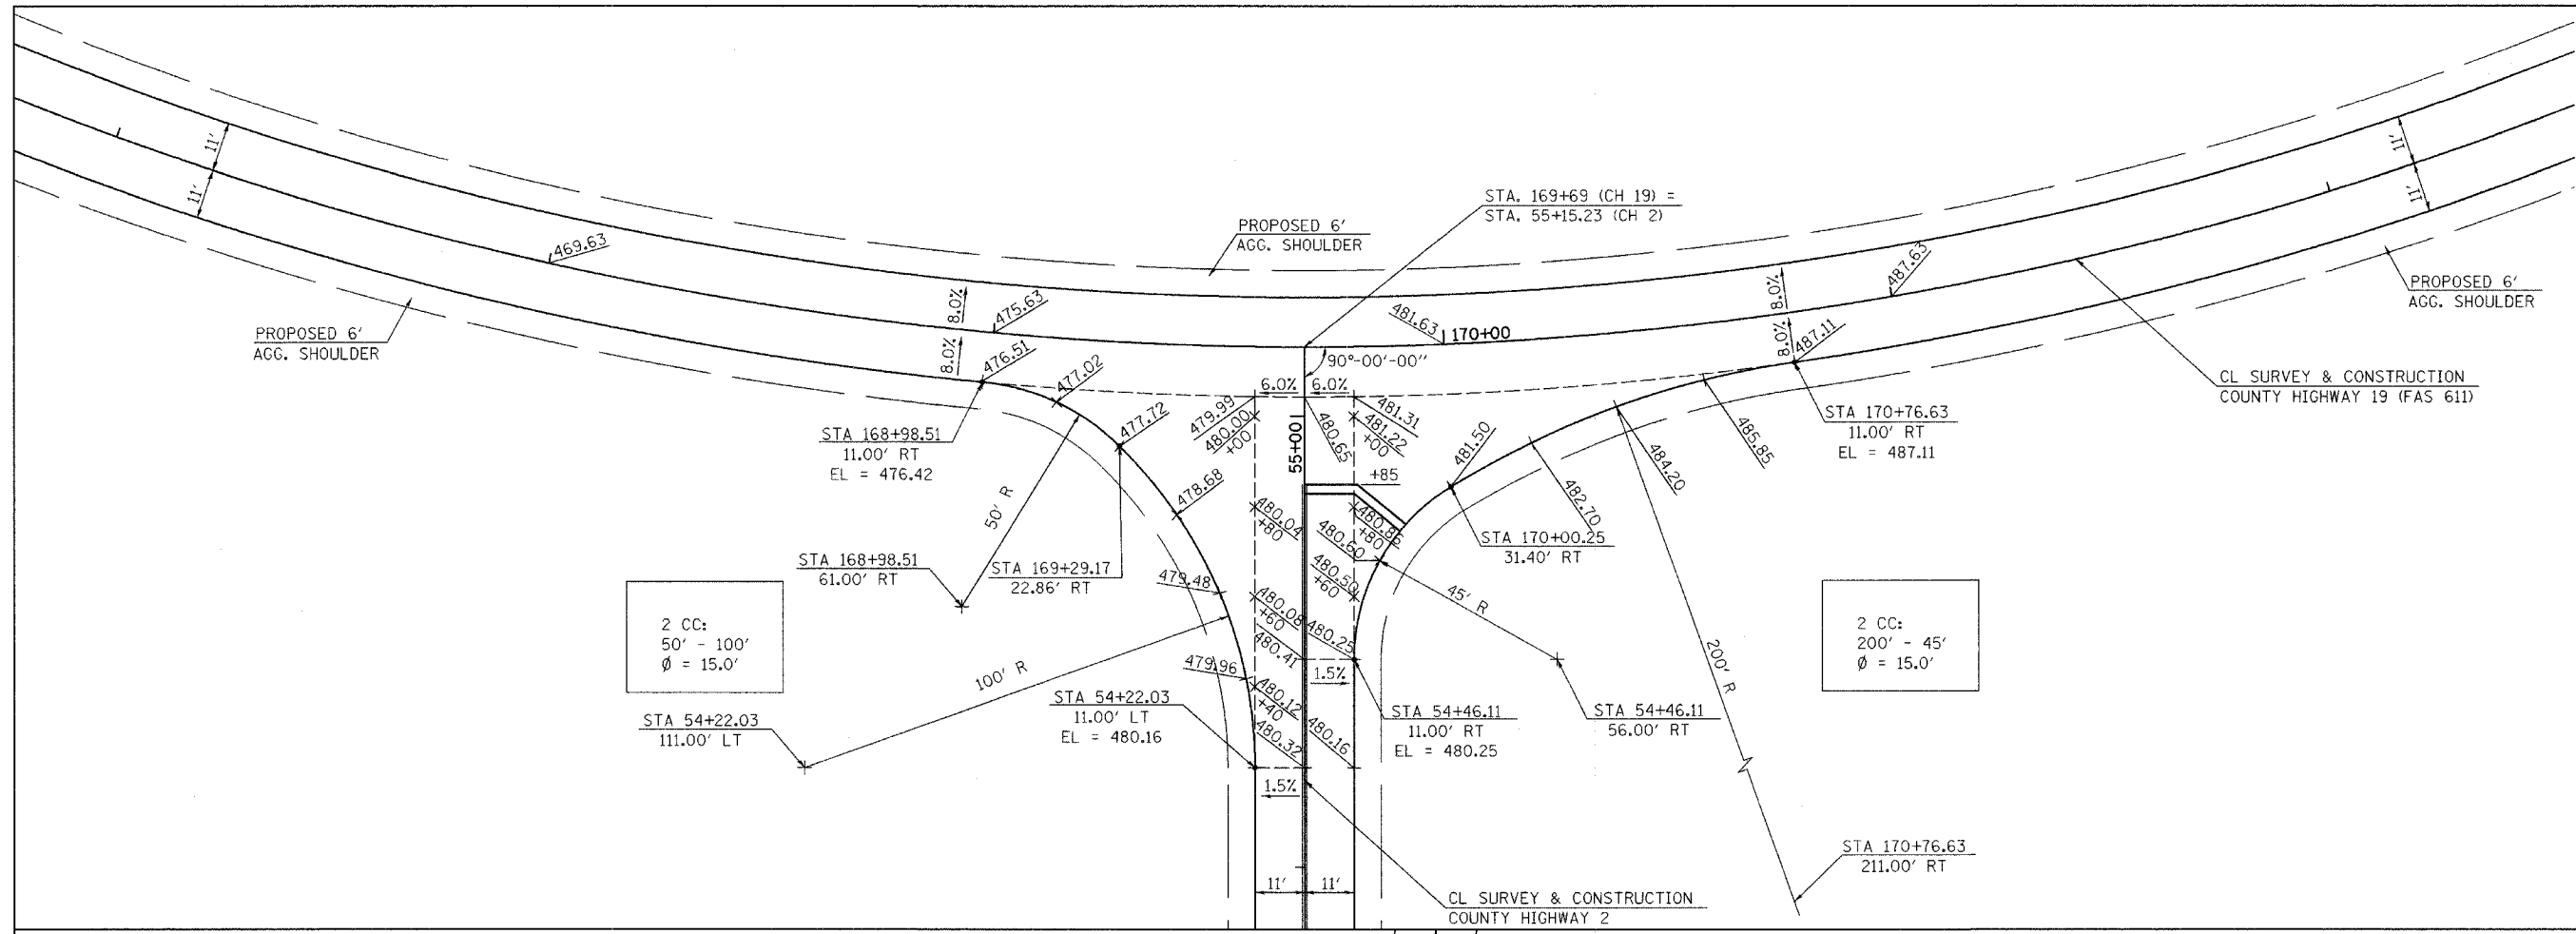 11'
11'
469.63
PROPOSED 6'
AGG. SHOULDER
8.0%
8.0%
475.63
476.51
477.02
477.72
478.68
479.48
479.96
STA 168+98.51
11.00' RT
EL = 476.42
50' R
STA 168+98.51
61.00' RT
STA 169+29.17
22.86' RT
2 CC:
50' - 100'
Ø = 15.0'
100' R
STA 54+22.03
111.00' LT
STA 54+22.03
11.00' LT
EL = 480.16
PROPOSED 6'
AGG. SHOULDER
STA. 169+69 (CH 19) =
STA. 55+15.23 (CH 2)
481.63
170+00
90°-00'-00"
6.0%
6.0%
479.99
480.00
+00
55+00
480.65
481.31
481.22
+00
+85
480.04
+80
480.86
+80
480.60
480.50
+60
480.08
+60
480.41
480.25
1.5%
480.12
+40
480.32
480.16
1.5%
11'
11'
481.50
482.70
484.20
485.85
STA 170+00.25
31.40' RT
45' R
STA 54+46.11
11.00' RT
EL = 480.25
STA 54+46.11
56.00' RT
200' R
8.0%
8.0%
487.63
487.11
STA 170+76.63
11.00' RT
EL = 487.11
2 CC:
200' - 45'
Ø = 15.0'
STA 170+76.63
211.00' RT
CL SURVEY & CONSTRUCTION
COUNTY HIGHWAY 2
CL SURVEY & CONSTRUCTION
COUNTY HIGHWAY 19 (FAS 611)
PROPOSED 6'
AGG. SHOULDER
11'
11'